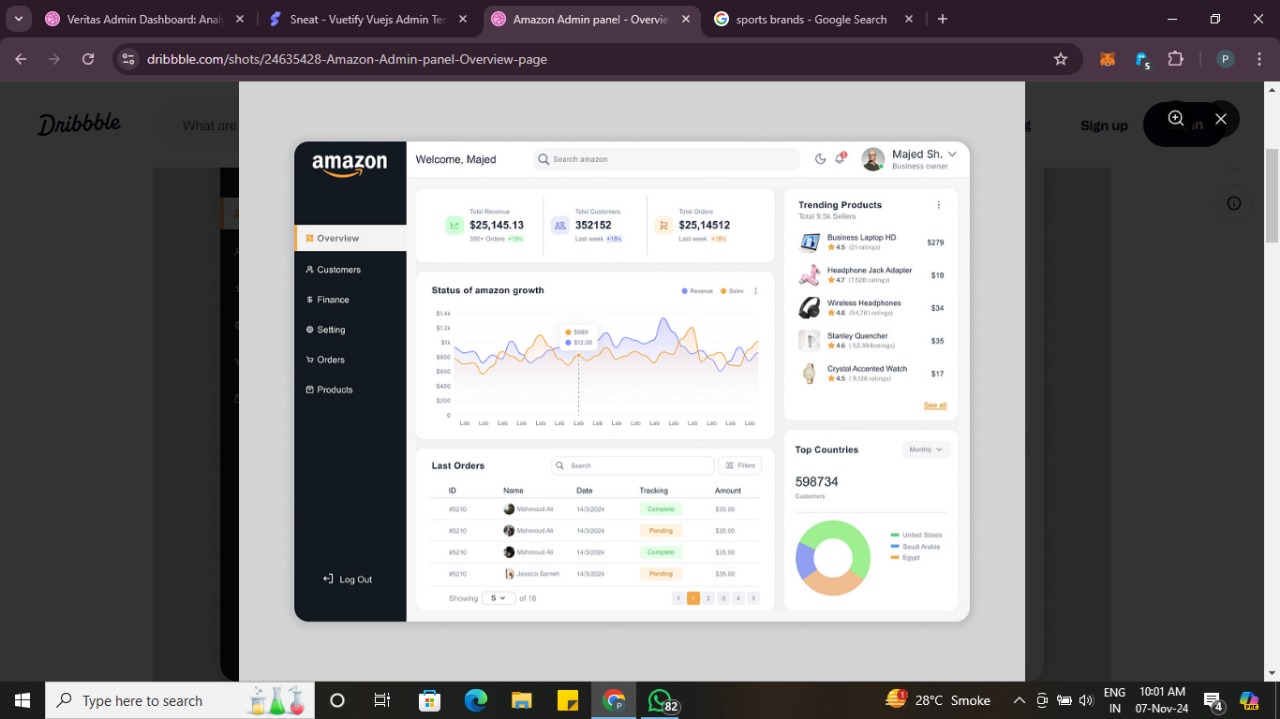 Verve Admin Dashboard: Analy
Sneat - Vuetify Vuejs Admin Ten
Amazon Admin panel - Overview
sports brands - Google Search
dribbble.com/shots/24635428-Amazon-Admin-panel-Overview-page
5
P
Dribbble
What are
Sign up
amazon
Welcome, Majed
Search amazon
Majed Sh.
Business owner
Overview
Customers
Finance
Setting
Orders
Products
Log Out
Total Revenue
$25,145.13
300+ Orders +18%
Total Customers
352152
Last week +18%
Total Orders
$25,14512
Last week +18%
Status of amazon growth
Revenue
Sales
$1.4k
$1.2k
$1k
$800
$600
$400
$200
0
$980
$12.00
Lab Lab Lab Lab Lab Lab Lab Lab Lab Lab Lab Lab Lab Lab Lab Lab
Last Orders
Search
Filters
ID Name Date Tracking Amount
#5210 Mahmoud Ali 14/3/2024 Complete $35.00
#5210 Mahmoud Ali 14/3/2024 Pending $35.00
#5210 Mahmoud Ali 14/3/2024 Complete $35.00
#5210 Jessica Sameh 14/3/2024 Pending $35.00
Showing 5 of 16
1 2 3 4
Trending Products
Total 9.5k Sellers
Business Laptop HD
4.5 (21 ratings)
$279
Headphone Jack Adapter
4.7 (7,528 ratings)
$19
Wireless Headphones
4.6 (54,761 ratings)
$34
Stanley Quencher
4.6 ( 52,484ratings)
$35
Crystal Accented Watch
4.5 ( 9,126 ratings)
$17
See all
Top Countries
Monthly
598734
Customers
United States
Saudi Arabia
Egypt
Type here to search
82
1
28°C Smoke
ENG
IN
10:01 AM
07-Nov-24
4